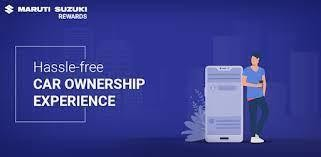 MARUTI SUZUKI
REWARDS
Hassle-free
CAR OWNERSHIP
EXPERIENCE